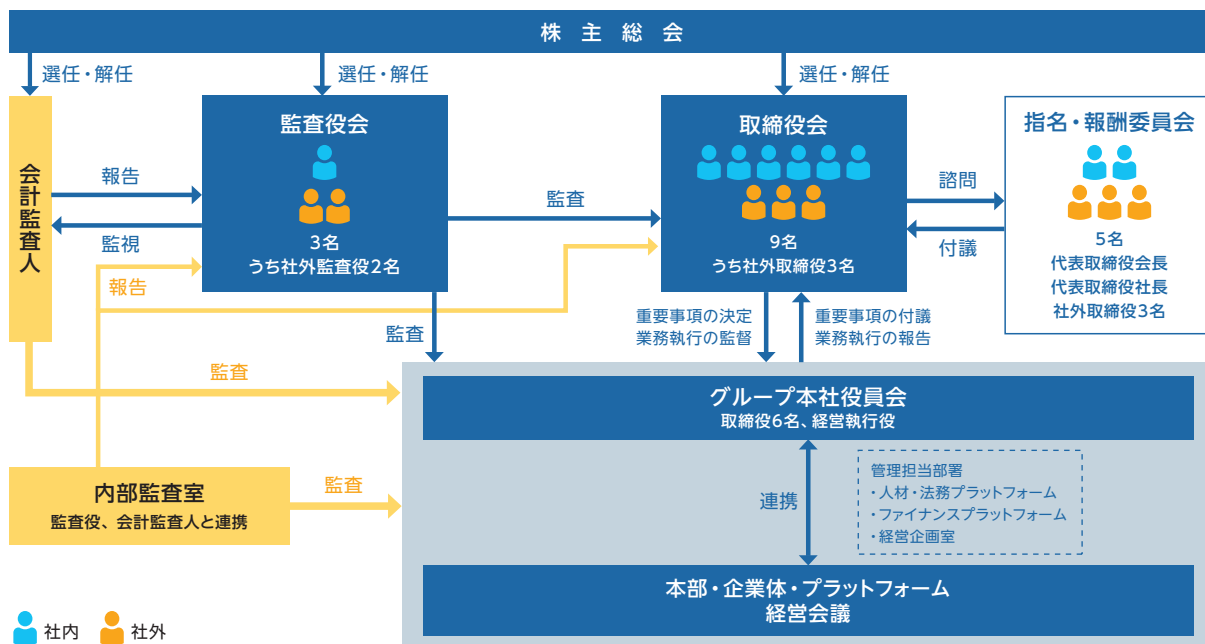 株主総会
選任・解任
選任・解任
選任・解任
会計監査人
監査役会
3名
うち社外監査役2名
取締役会
9名
うち社外取締役3名
指名・報酬委員会
5名
代表取締役会長
代表取締役社長
社外取締役3名
報告
監視
報告
監査
諮問
付議
監査
重要事項の決定
業務執行の監督
重要事項の付議
業務執行の報告
監査
グループ本社役員会
取締役6名、経営執行役
内部監査室
監査役、会計監査人と連携
監査
連携
管理担当部署
・人材・法務プラットフォーム
・ファイナンスプラットフォーム
・経営企画室
本部・企業体・プラットフォーム
経営会議
社内
社外